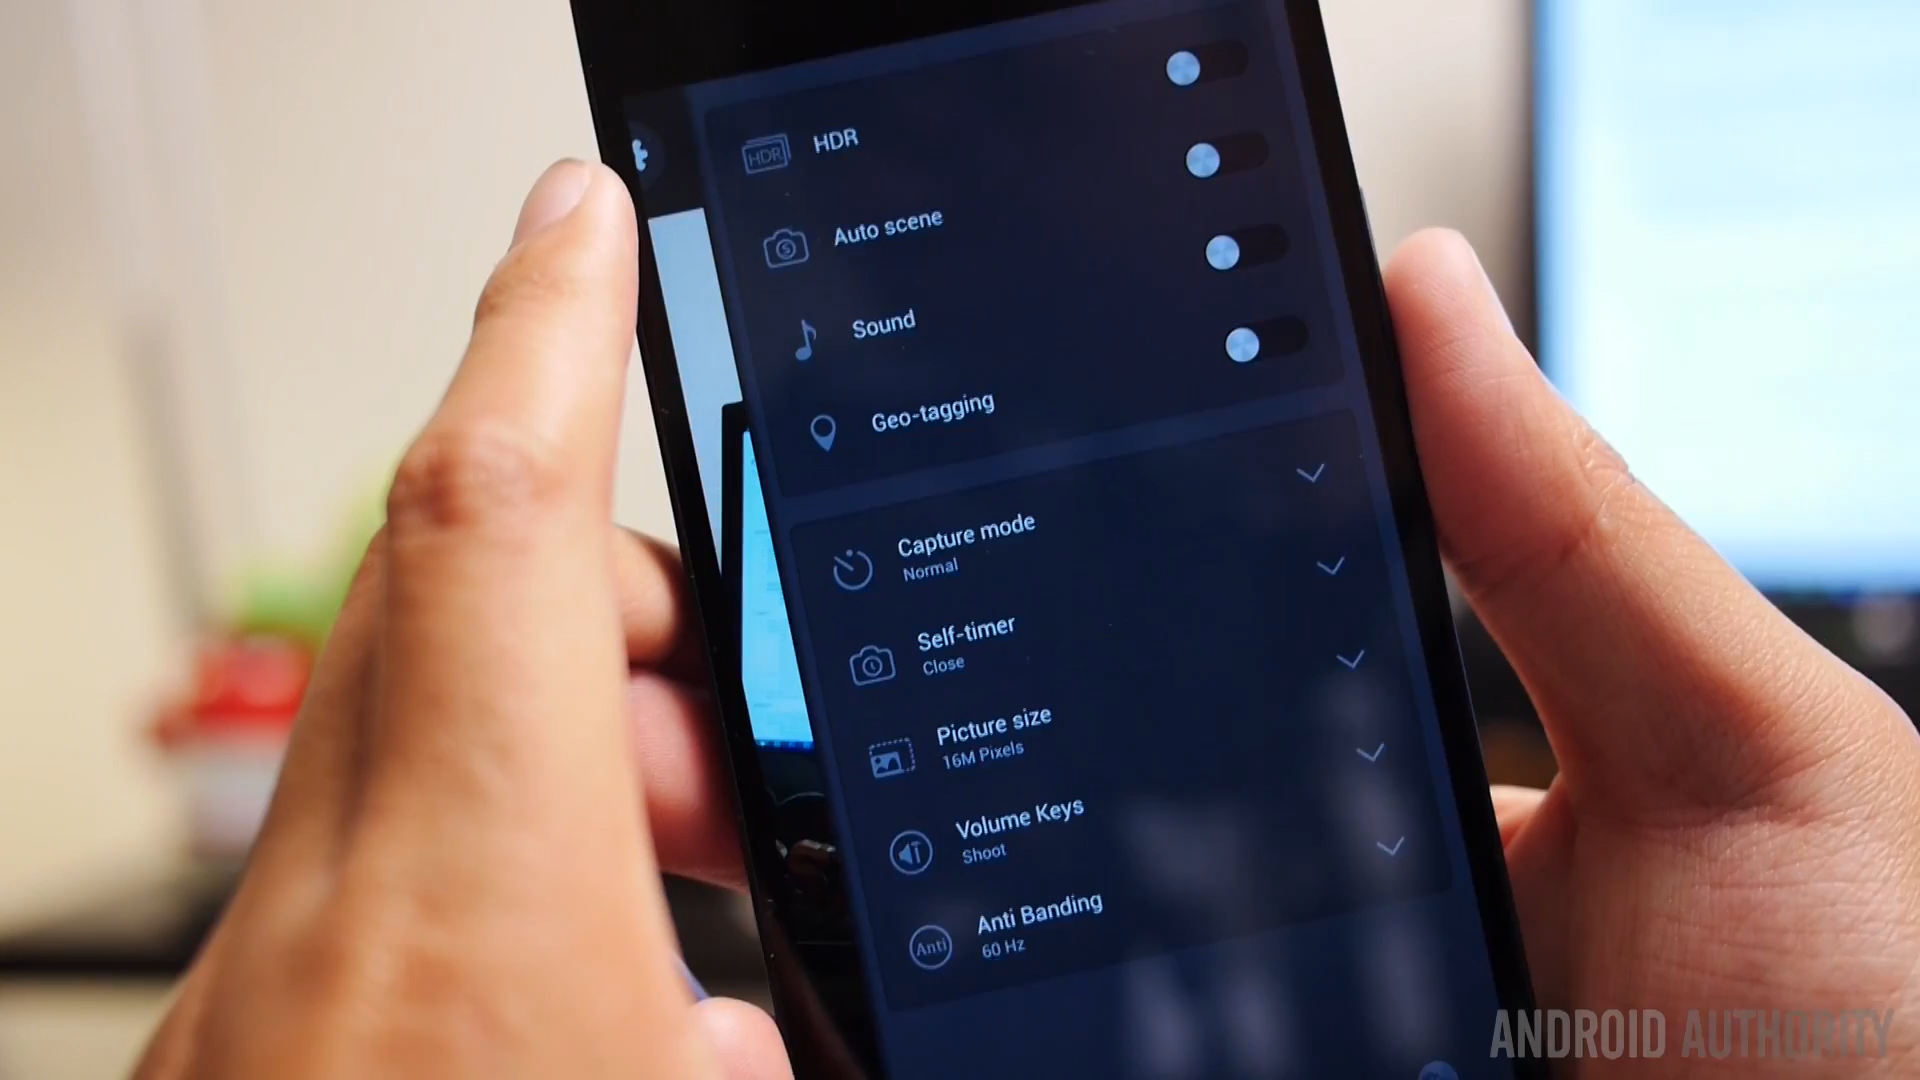 HDR
HDR
Auto scene
Sound
Geo-tagging
Capture mode
Normal
Self-timer
Close
Picture size
16M Pixels
Volume Keys
Shoot
Anti Banding
Anti
60 Hz
ANDROID AUTHORITY